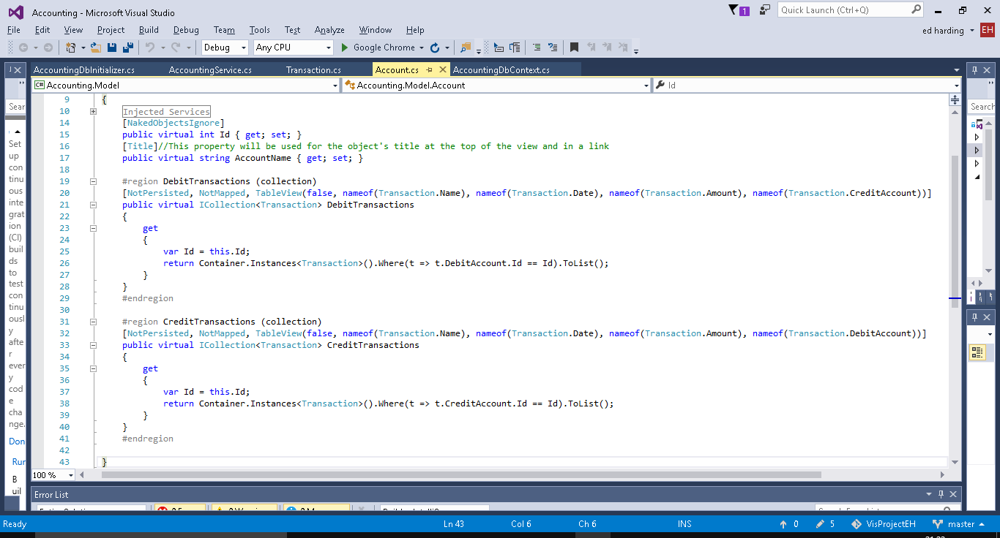 Accounting - Microsoft Visual Studio
1
Quick Launch (Ctrl+Q)
File Edit View Project Build Debug Team Tools Test Analyze Window Help
ed harding EH
Debug Any CPU Google Chrome
AccountingDbInitializer.cs AccountingService.cs Transaction.cs Account.cs AccountingDbContext.cs
C# Accounting.Model Accounting.Model.Account Id
Sear
Set
up
con
tinu
ous
inte
grat
ion
(CI)
buil
ds
to
test
con
tinu
ousl
y
afte
r
ever
y
cod
e
cha
nge.
Don
Run
B
uil
9 {
10 Injected Services
14 [NakedObjectsIgnore]
15 public virtual int Id { get; set; }
16 [Title]//This property will be used for the object's title at the top of the view and in a link
17 public virtual string AccountName { get; set; }
18
19 #region DebitTransactions (collection)
20 [NotPersisted, NotMapped, TableView(false, nameof(Transaction.Name), nameof(Transaction.Date), nameof(Transaction.Amount), nameof(Transaction.CreditAccount))]
21 public virtual ICollection<Transaction> DebitTransactions
22 {
23 get
24 {
25 var Id = this.Id;
26 return Container.Instances<Transaction>().Where(t => t.DebitAccount.Id == Id).ToList();
27 }
28 }
29 #endregion
30
31 #region CreditTransactions (collection)
32 [NotPersisted, NotMapped, TableView(false, nameof(Transaction.Name), nameof(Transaction.Date), nameof(Transaction.Amount), nameof(Transaction.DebitAccount))]
33 public virtual ICollection<Transaction> CreditTransactions
34 {
35 get
36 {
37 var Id = this.Id;
38 return Container.Instances<Transaction>().Where(t => t.CreditAccount.Id == Id).ToList();
39 }
40 }
41 #endregion
42
43 }
Search
100 %
Error List
Ready Ln 43 Col 6 Ch 6 INS 0 5 VisProjectEH master